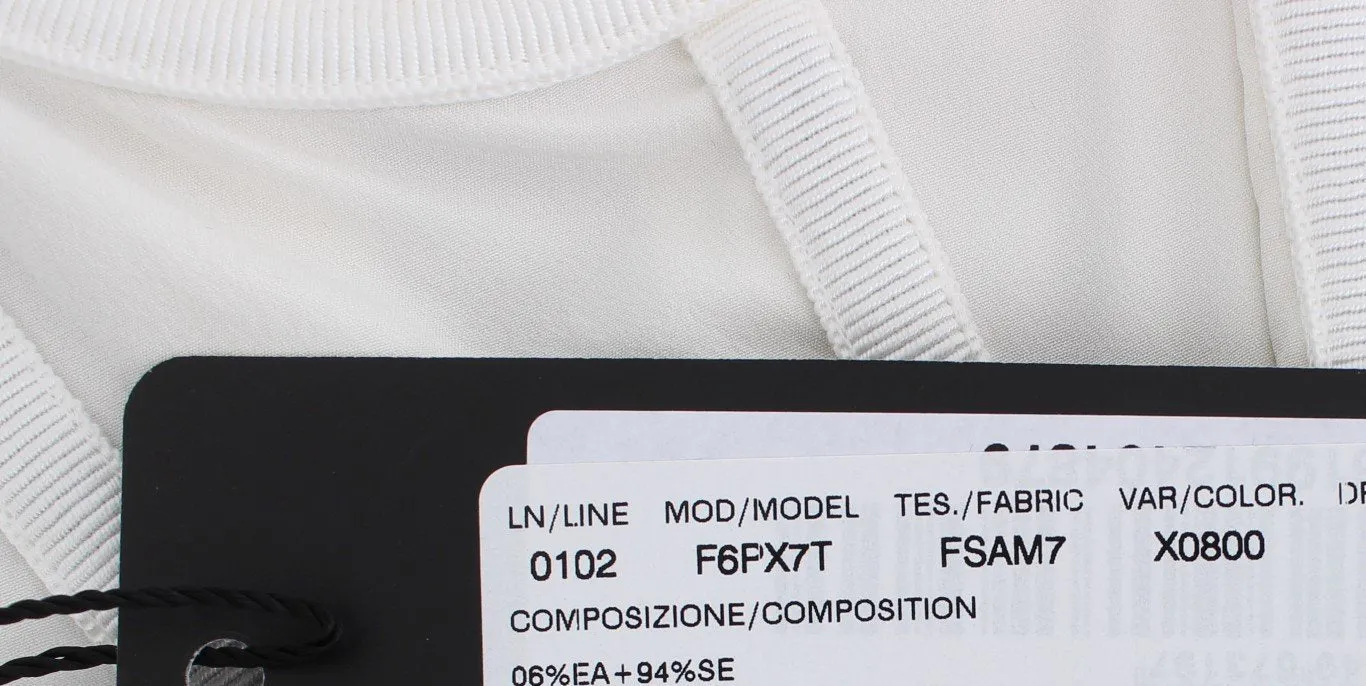 LN/LINE MOD/MODEL TES./FABRIC VAR/COLOR.
0102 F6PX7T FSAM7 X0800
COMPOSIZIONE/COMPOSITION
06%EA+94%SE